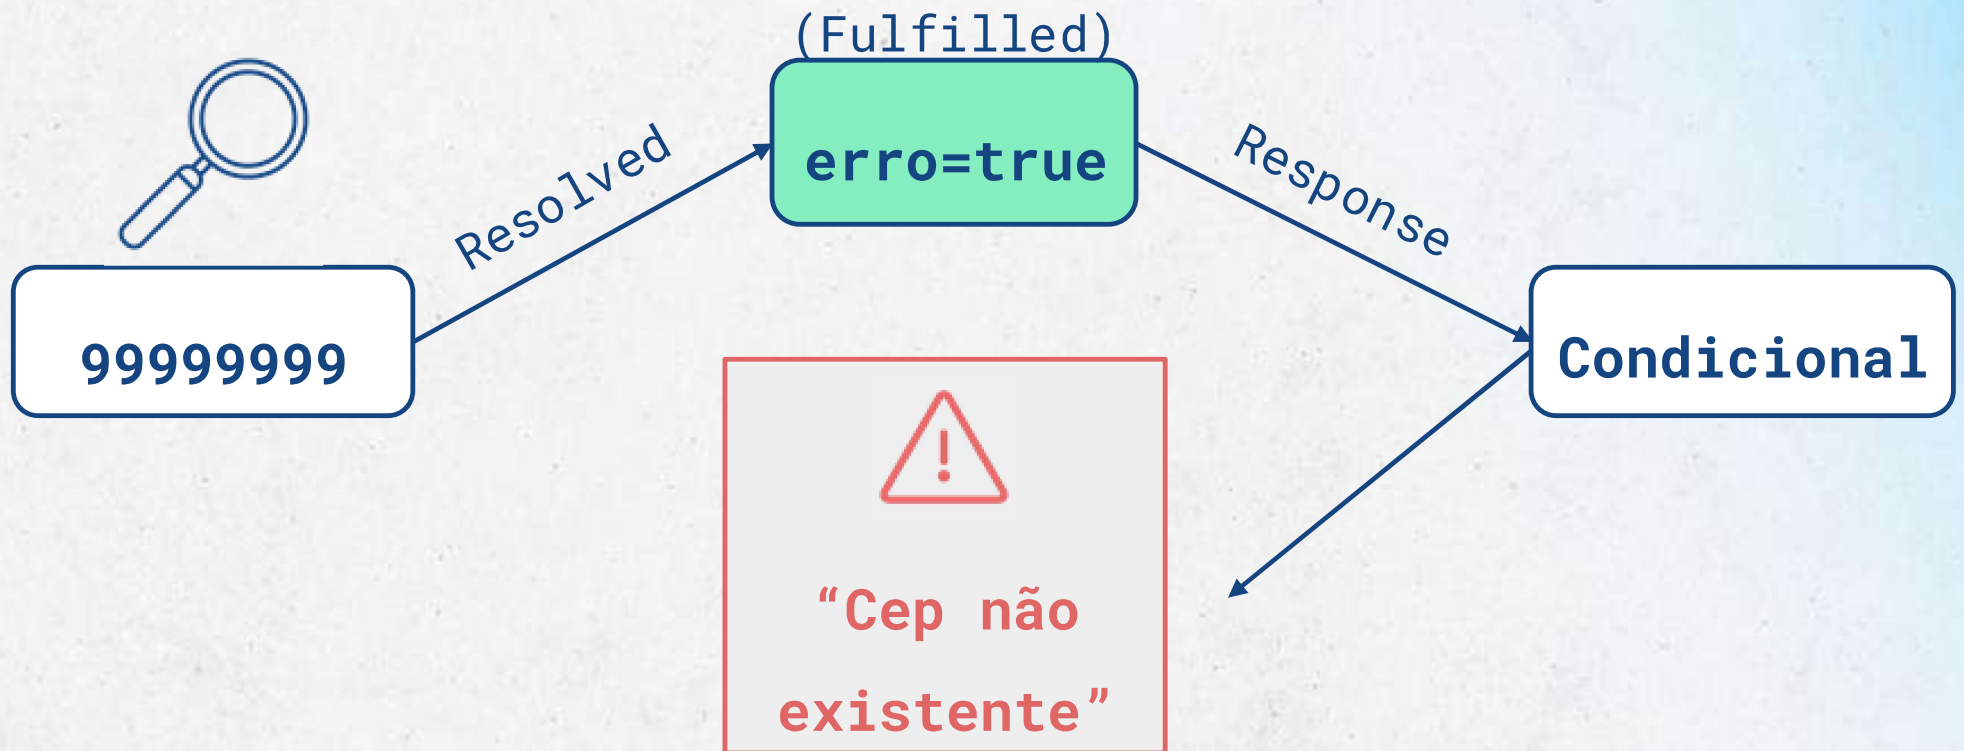 (Fulfilled)
erro=true
Resolved
Response
99999999
Condicional
“Cep não
existente”